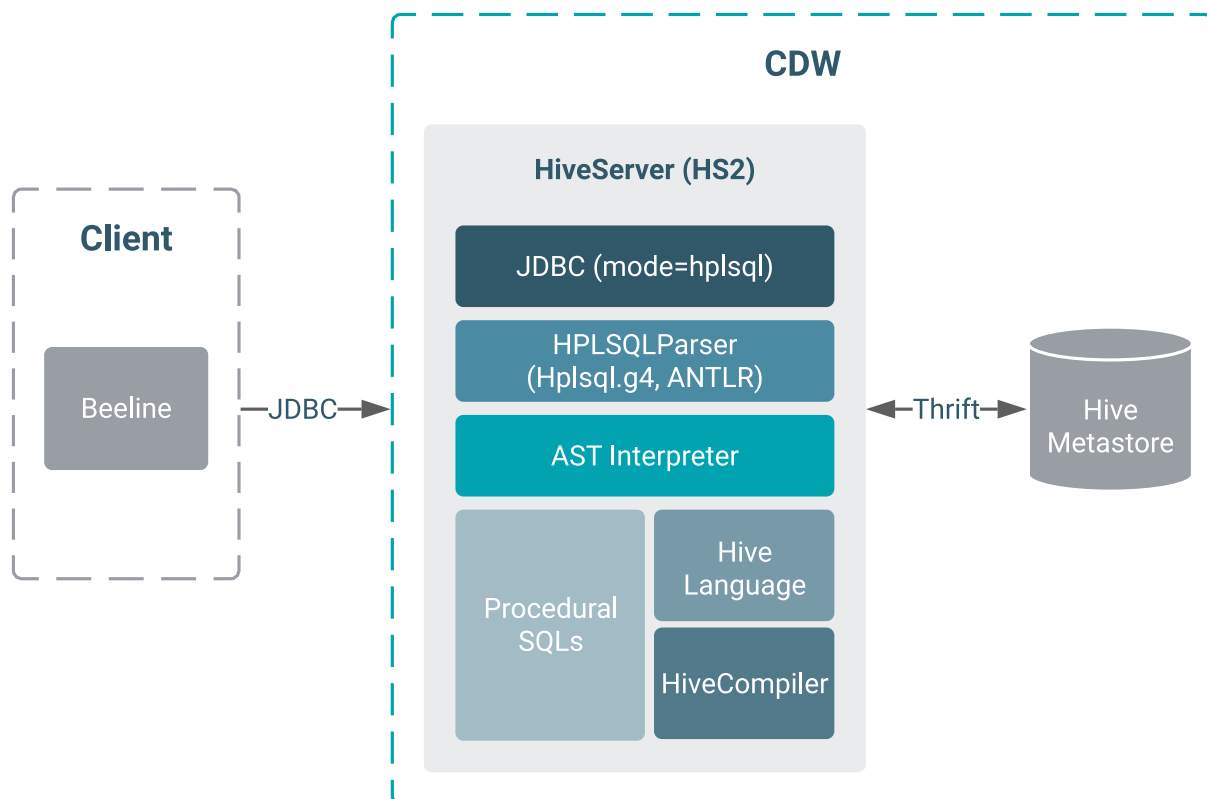 CDW
HiveServer (HS2)
Client
JDBC (mode=hplsql)
HPLSQLParser
(Hplsql.g4, ANTLR)
Beeline
JDBC
Thrift
Hive
Metastore
AST Interpreter
Procedural
SQLs
Hive
Language
HiveCompiler